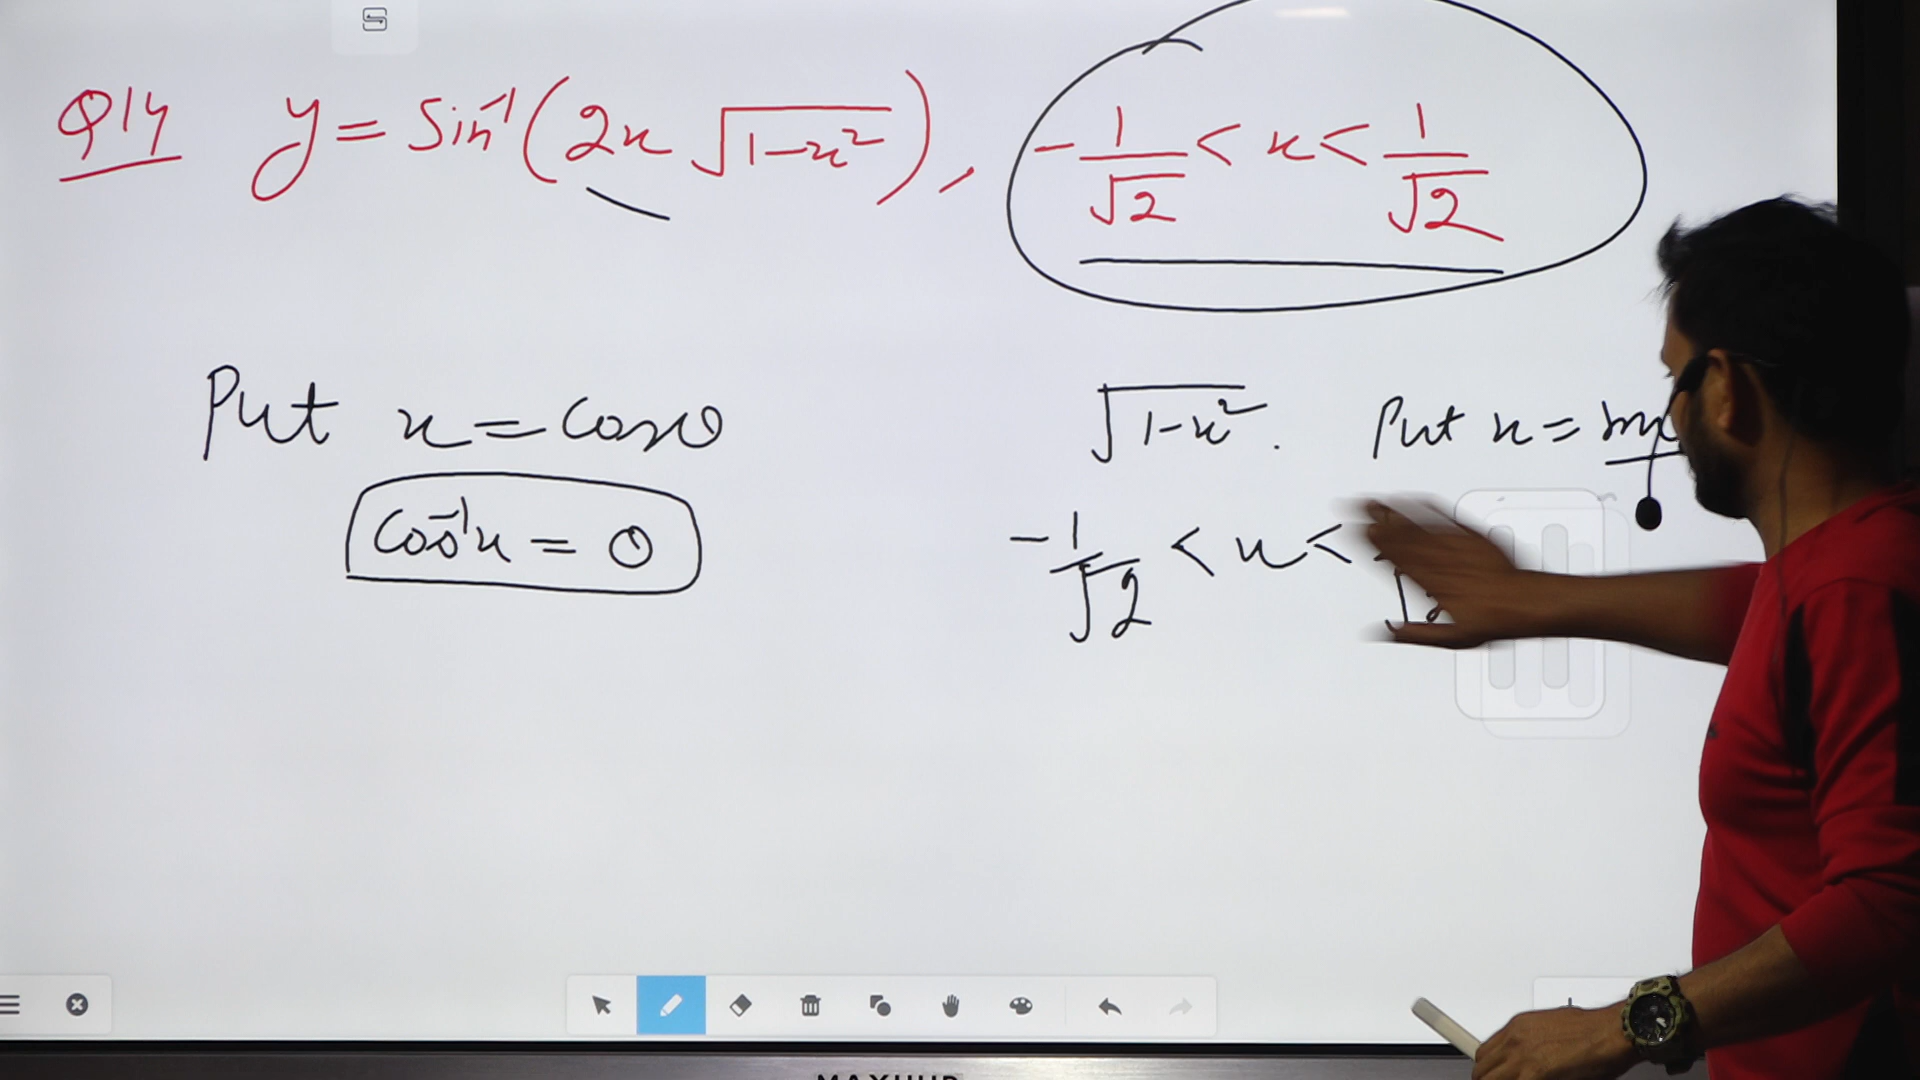 Q14 y = Sin⁻¹(2x √(1-x²)), -1/√2 < x < 1/√2
Put x = cosθ
√(1-x²). Put x =
cos⁻¹x = θ
-1/√2 < x <